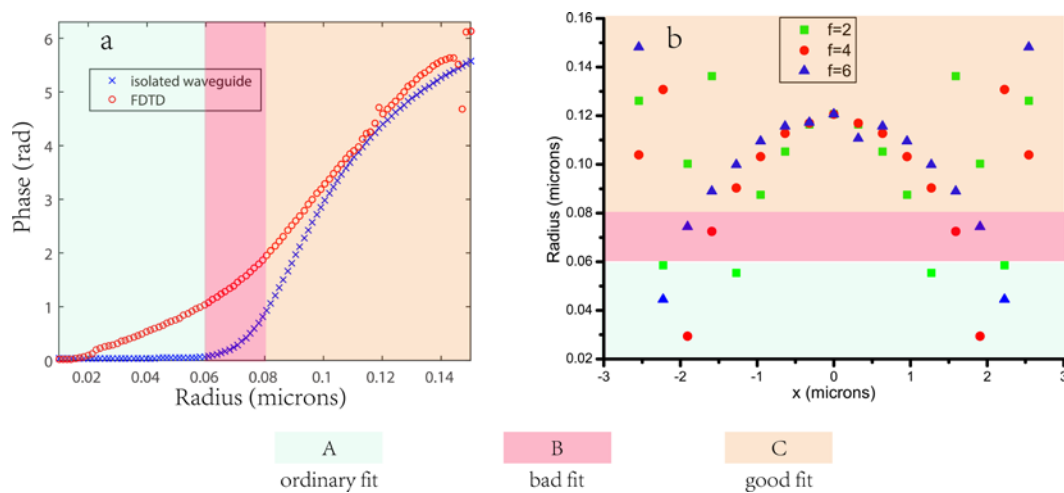 a
isolated waveguide
FDTD
Phase (rad)
6
5
4
3
2
1
0
0.02 0.04 0.06 0.08 0.1 0.12 0.14
Radius (microns)
b
f=2
f=4
f=6
Radius (microns)
0.16
0.14
0.12
0.10
0.08
0.06
0.04
0.02
-3 -2 -1 0 1 2 3
x (microns)
A B C
ordinary fit bad fit good fit